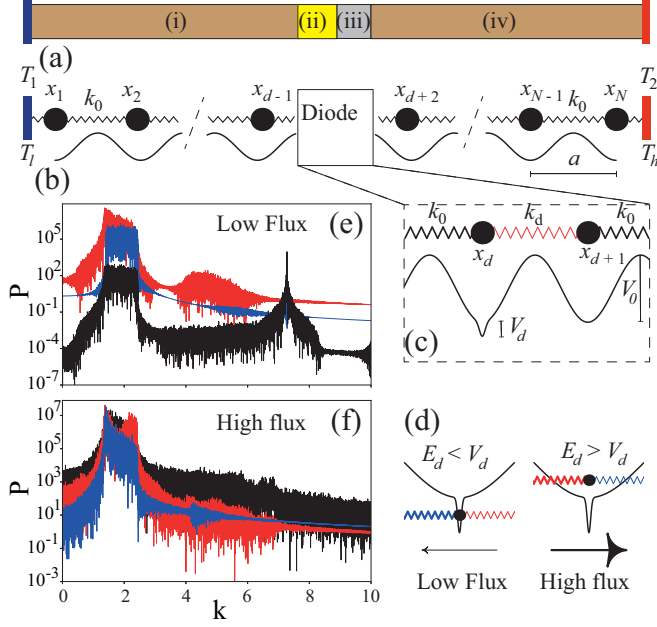 (i) (ii) (iii) (iv)
(a)
T1 x1 k0 x2 xd-1 Diode xd+2 xN-1 k0 xN T2
Tl a Th
(b)
(e) Low Flux
P
10^5
10^2
10^-1
10^-4
10^-7
k0 kd k0
xd xd+1
V0
Vd
(c)
(f) High flux
P
10^7
10^5
10^3
10^1
10^-1
10^-3
0 2 4 6 8 10
k
(d)
Ed < Vd Ed > Vd
Low Flux High flux